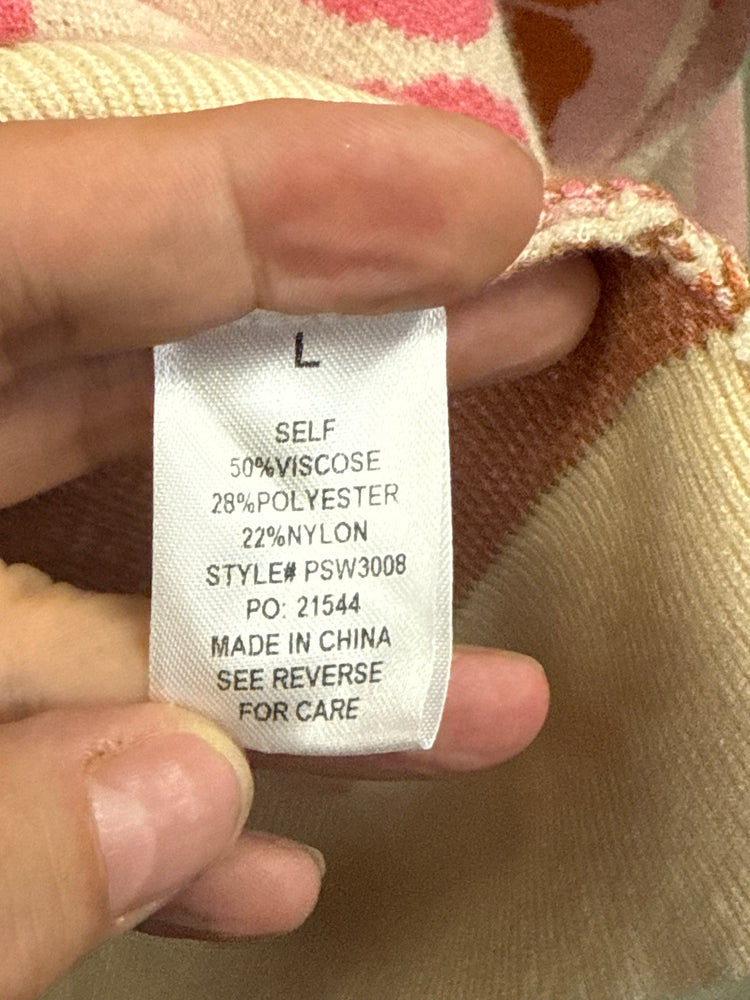 L
SELF
50%VISCOSE
28%POLYESTER
22%NYLON
STYLE# PSW3008
PO: 21544
MADE IN CHINA
SEE REVERSE
FOR CARE